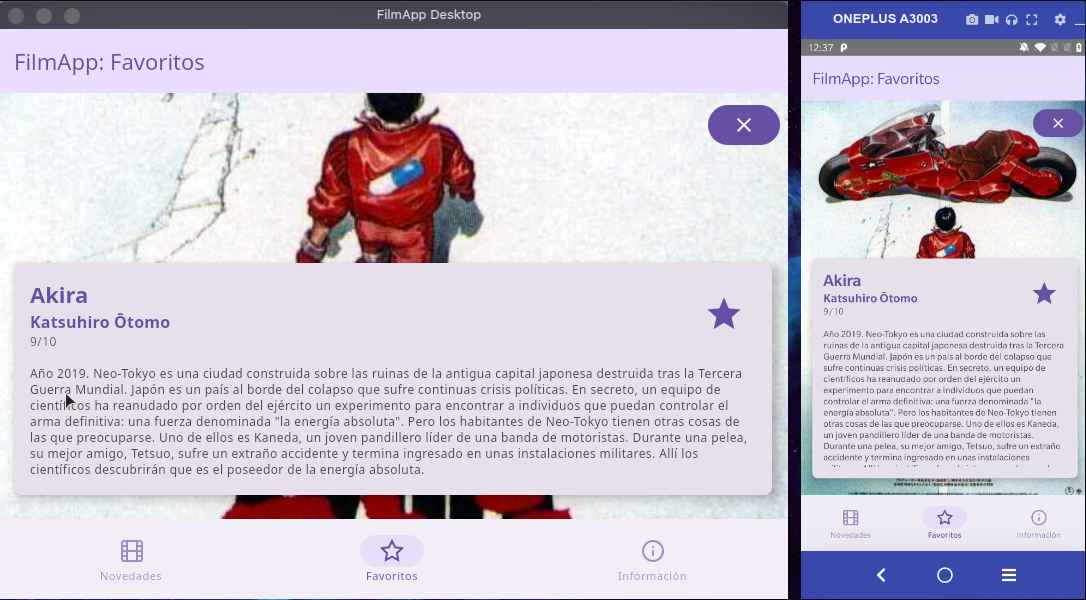 FilmApp Desktop
FilmApp: Favoritos
Akira
Katsuhiro Ōtomo
9/10
Año 2019. Neo-Tokyo es una ciudad construida sobre las ruinas de la antigua capital japonesa destruida tras la Tercera
Guerra Mundial. Japón es un país al borde del colapso que sufre continuas crisis políticas. En secreto, un equipo de
científicos ha reanudado por orden del ejército un experimento para encontrar a individuos que puedan controlar el
arma definitiva: una fuerza denominada "la energía absoluta". Pero los habitantes de Neo-Tokyo tienen otras cosas de
las que preocuparse. Uno de ellos es Kaneda, un joven pandillero líder de una banda de motoristas. Durante una pelea,
su mejor amigo, Tetsuo, sufre un extraño accidente y termina ingresado en unas instalaciones militares. Allí los
científicos descubrirán que es el poseedor de la energía absoluta.
Novedades
Favoritos
Información
ONEPLUS A3003
12:37
FilmApp: Favoritos
Akira
Katsuhiro Ōtomo
9/10
Año 2019. Neo-Tokyo es una ciudad construida sobre las
ruinas de la antigua capital japonesa destruida tras la Tercera
Guerra Mundial. Japón es un país al borde del colapso que
sufre continuas crisis políticas. En secreto, un equipo de
científicos ha reanudado por orden del ejército un
experimento para encontrar a individuos que puedan
controlar el arma definitiva: una fuerza denominada "la
energía absoluta". Pero los habitantes de Neo-Tokyo tienen
otras cosas de las que preocuparse. Uno de ellos es Kaneda,
un joven pandillero líder de una banda de motoristas.
Durante una pelea, su mejor amigo, Tetsuo, sufre un extraño
accidente y termina ingresado en unas instalaciones
Novedades
Favoritos
Información